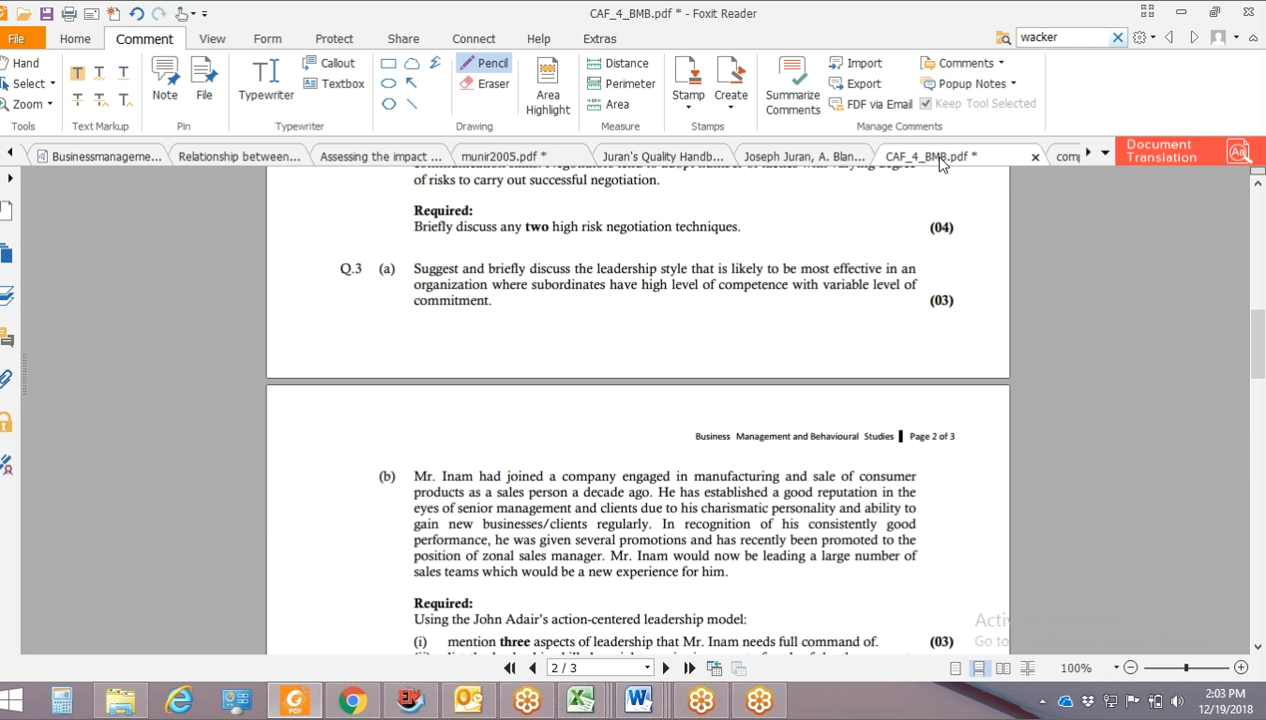 CAF_4_BMB.pdf * - Foxit Reader
File Home Comment View Form Protect Share Connect Help Extras
wacker
Hand Select Zoom
Tools
Text Markup
Note File
Pin
Typewriter Callout Textbox
Typewriter
Pencil Eraser Area Highlight
Drawing
Distance Perimeter Area
Measure
Stamp Create
Stamps
Summarize Comments Import Export FDF via Email Comments Popup Notes Keep Tool Selected
Manage Comments
Businessmanageme... Relationship between... Assessing the impact ... munir2005.pdf * Juran's Quality Handb... Joseph Juran, A. Blan... CAF_4_BMB.pdf * Document Translation
of risks to carry out successful negotiation.
Required:
Briefly discuss any two high risk negotiation techniques. (04)
Q.3 (a) Suggest and briefly discuss the leadership style that is likely to be most effective in an
organization where subordinates have high level of competence with variable level of
commitment. (03)
Business Management and Behavioural Studies Page 2 of 3
(b) Mr. Inam had joined a company engaged in manufacturing and sale of consumer
products as a sales person a decade ago. He has established a good reputation in the
eyes of senior management and clients due to his charismatic personality and ability to
gain new businesses/clients regularly. In recognition of his consistently good
performance, he was given several promotions and has recently been promoted to the
position of zonal sales manager. Mr. Inam would now be leading a large number of
sales teams which would be a new experience for him.
Required:
Using the John Adair's action-centered leadership model:
(i) mention three aspects of leadership that Mr. Inam needs full command of. (03)
2 / 3
100%
2:03 PM
12/19/2018